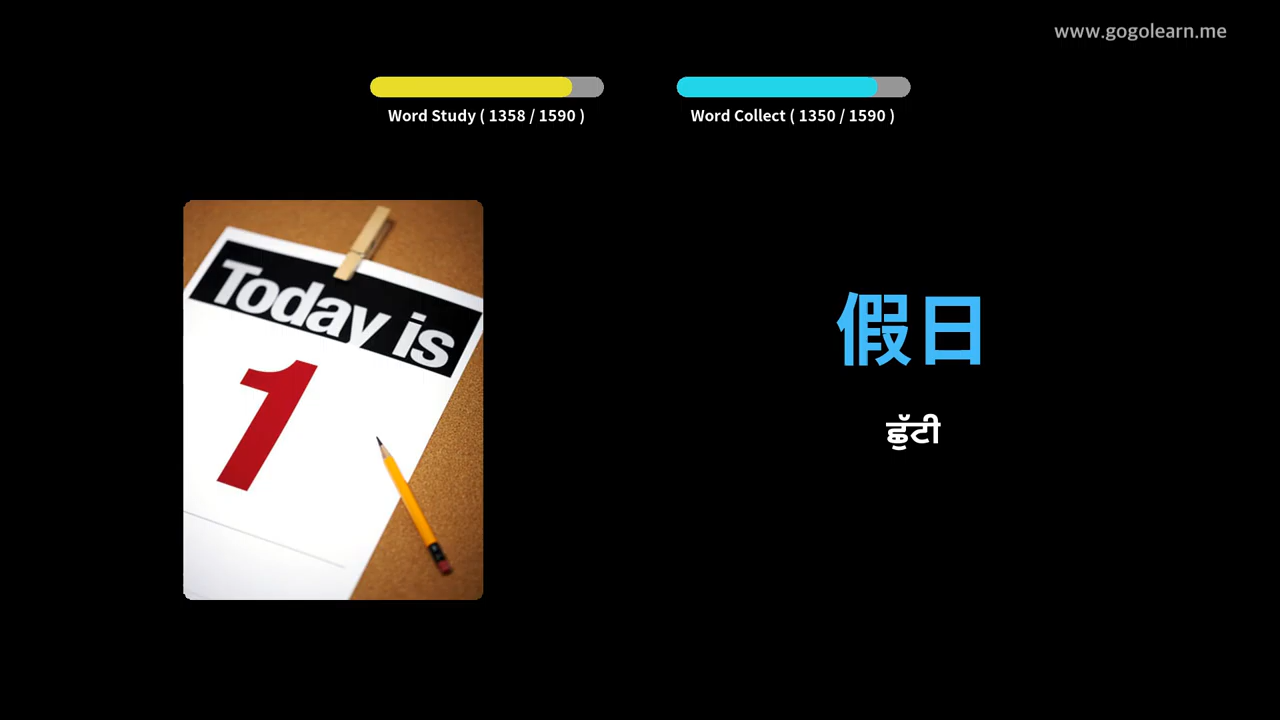 www.gogolearn.me
Word Study ( 1358 / 1590 )
Word Collect ( 1350 / 1590 )
Today is
1
假日
ਛੁੱਟੀ